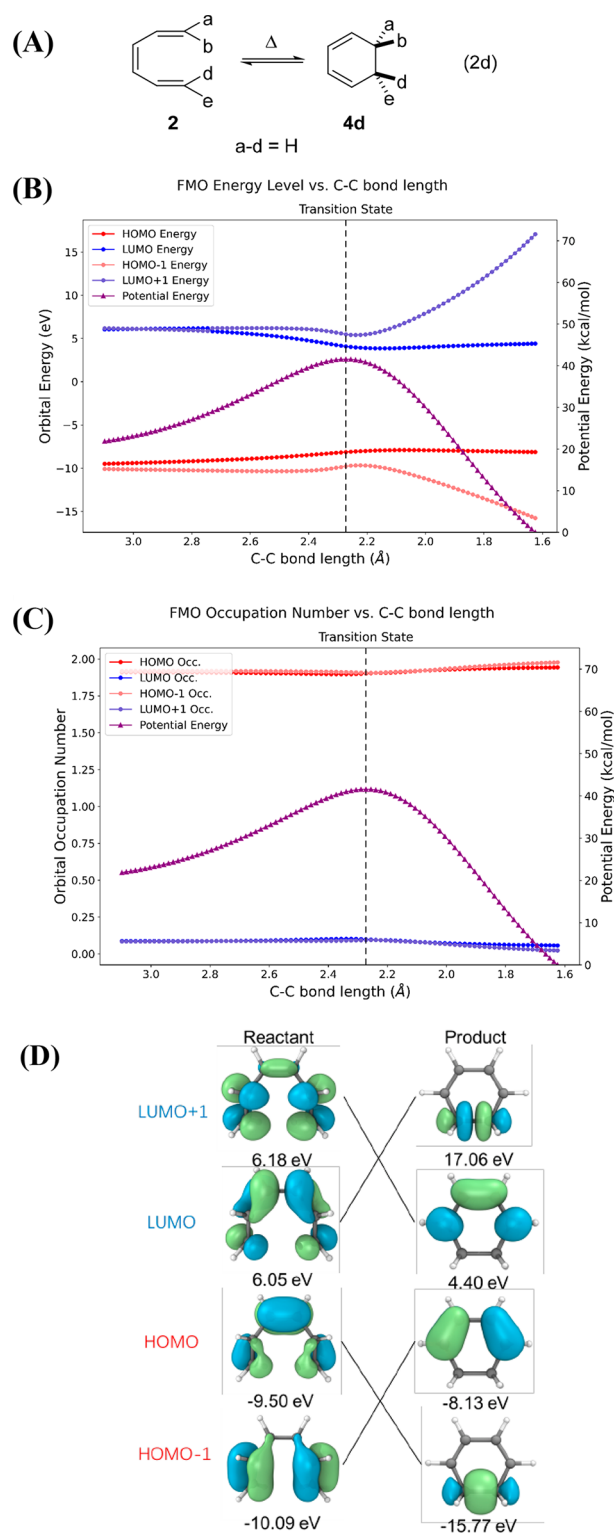 (A)
a
b
d
e
Δ
a
b
d
e
(2d)
2
4d
a-d = H
(B)
FMO Energy Level vs. C-C bond length
Transition State
HOMO Energy
LUMO Energy
HOMO-1 Energy
LUMO+1 Energy
Potential Energy
Orbital Energy (eV)
15
10
5
0
−5
−10
−15
3.0
2.8
2.6
2.4
2.2
2.0
1.8
1.6
C-C bond length (Å)
70
60
50
40
30
20
10
0
Potential Energy (kcal/mol)
(C)
FMO Occupation Number vs. C-C bond length
Transition State
HOMO Occ.
LUMO Occ.
HOMO-1 Occ.
LUMO+1 Occ.
Potential Energy
Orbital Occupation Number
2.00
1.75
1.50
1.25
1.00
0.75
0.50
0.25
0.00
3.0
2.8
2.6
2.4
2.2
2.0
1.8
1.6
C-C bond length (Å)
70
60
50
40
30
20
10
0
Potential Energy (kcal/mol)
(D)
Reactant
Product
LUMO+1
6.18 eV
17.06 eV
LUMO
6.05 eV
4.40 eV
HOMO
-9.50 eV
-8.13 eV
HOMO-1
-10.09 eV
-15.77 eV